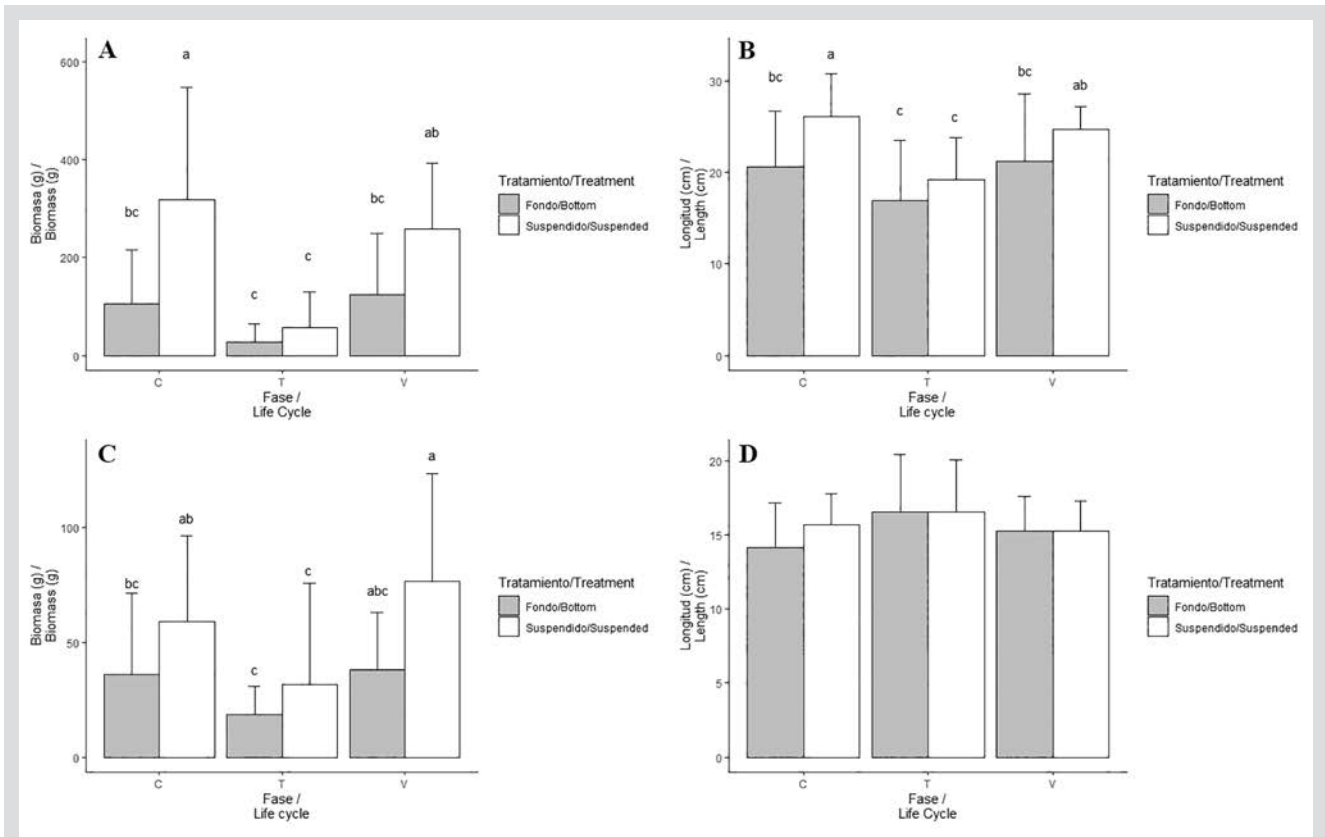 A
600
400
200
0
Biomasa (g) /
Biomass (g)
bc
a
c
c
bc
ab
C
T
V
Fase /
Life Cycle
Tratamiento/Treatment
Fondo/Bottom
Suspendido/Suspended
B
30
20
10
0
Longitud (cm) /
Length (cm)
bc
a
c
c
bc
ab
C
T
V
Fase /
Life cycle
Tratamiento/Treatment
Fondo/Bottom
Suspendido/Suspended
C
100
50
0
Biomasa (g) /
Biomass (g)
bc
ab
c
c
abc
a
C
T
V
Fase /
Life cycle
Tratamiento/Treatment
Fondo/Bottom
Suspendido/Suspended
D
20
15
10
5
0
Longitud (cm) /
Length (cm)
C
T
V
Fase /
Life cycle
Tratamiento/Treatment
Fondo/Bottom
Suspendido/Suspended